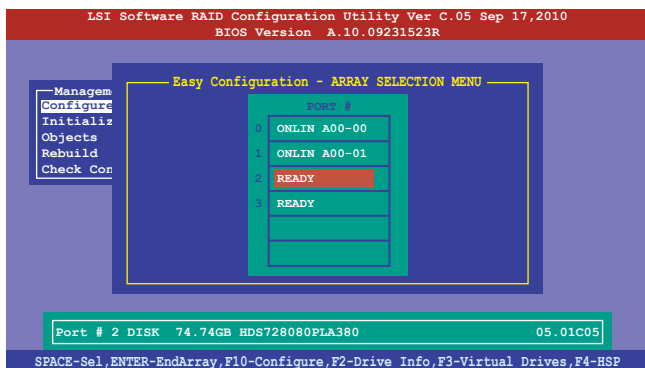 LSI Software RAID Configuration Utility Ver C.05 Sep 17,2010
BIOS Version A.10.09231523R
Easy Configuration - ARRAY SELECTION MENU
Managem
Configure
Initializ
Objects
Rebuild
Check Con
PORT #
0 ONLIN A00-00
1 ONLIN A00-01
2 READY
3 READY
Port # 2 DISK 74.74GB HDS728080PLA380 05.01C05
SPACE-Sel,ENTER-EndArray,F10-Configure,F2-Drive Info,F3-Virtual Drives,F4-HSP